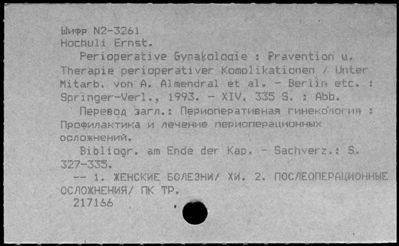 Шифр N2-3261
Hochuli Ernst.
Perioperative Gynakologie : Pravention u.
Therapie perioperativer Komplikationen / Unter
Mitarb. von A. Almendral et al. - Berlin etc. :
Springer-Verl., 1993. - XIV, 335 S. : Abb.
Перевод загл.: Периоперативная гинекология :
Профилактика и лечение периоперационных
осложнений.
Bibliogr. am Ende der Kap. - Sachverz.: S.
327-335.
-- 1. ЖЕНСКИЕ БОЛЕЗНИ/ ХИ. 2. ПОСЛЕОПЕРАЦИОННЫЕ
ОСЛОЖНЕНИЯ/ ПК ТР.
217166